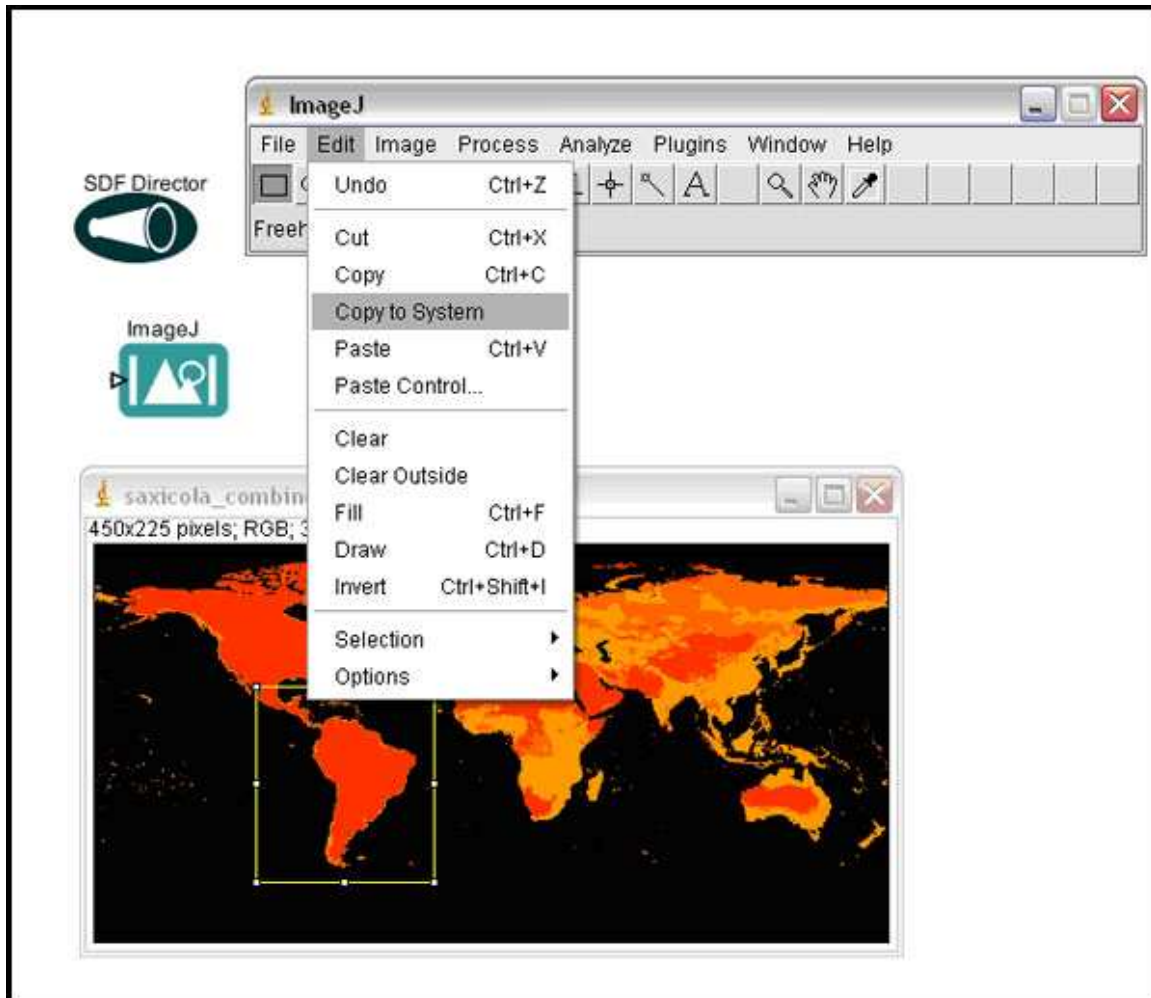 ImageJ
File Edit Image Process Analyze Plugins Window Help
SDF Director
Undo Ctrl+Z
Cut Ctrl+X
Copy Ctrl+C
Copy to System
Paste Ctrl+V
Paste Control...
Clear
Clear Outside
Fill Ctrl+F
Draw Ctrl+D
Invert Ctrl+Shift+I
Selection
Options
A
ImageJ
450x225 pixels; RGB;